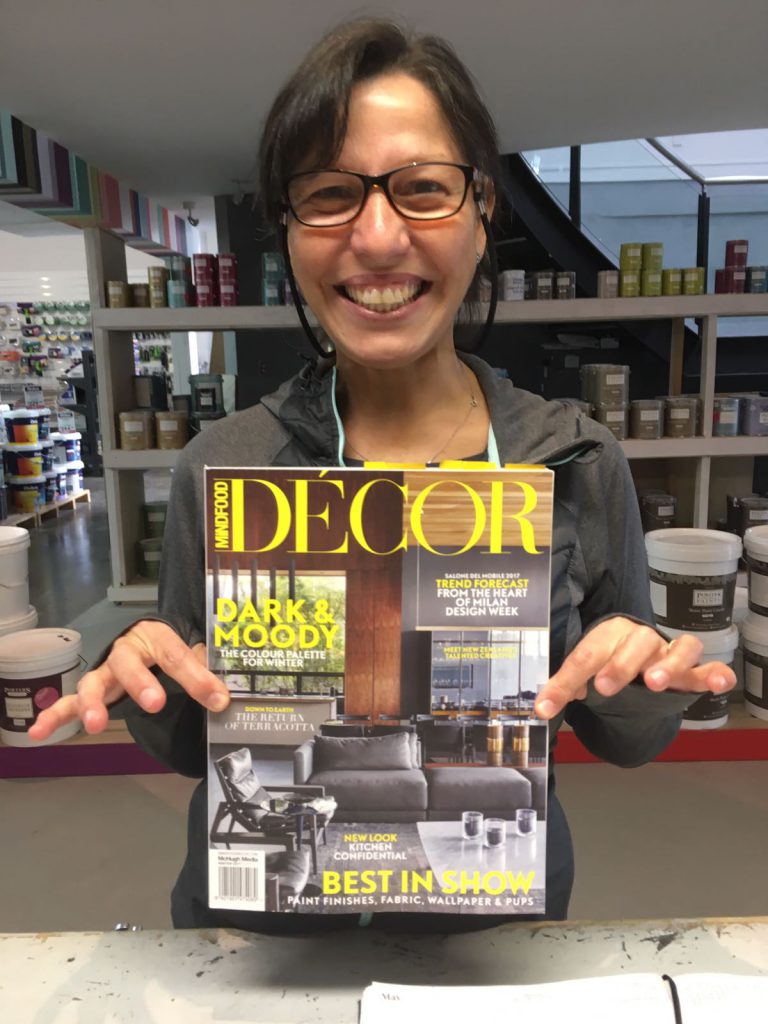 MINDFOOD
DÉCOR
SALONE DEL MOBILE 2017
TREND FORECAST
FROM THE HEART
OF MILAN
DESIGN WEEK
DARK &
MOODY
THE COLOUR PALETTE
FOR WINTER
MEET NEW ZEALAND'S
TALENTED CREATIVES
DOWN TO EARTH
THE RETURN
OF TERRACOTTA
NEW LOOK
KITCHEN
CONFIDENTIAL
McHugh Media
BEST IN SHOW
PAINT FINISHES, FABRIC, WALLPAPER & PUPS
May